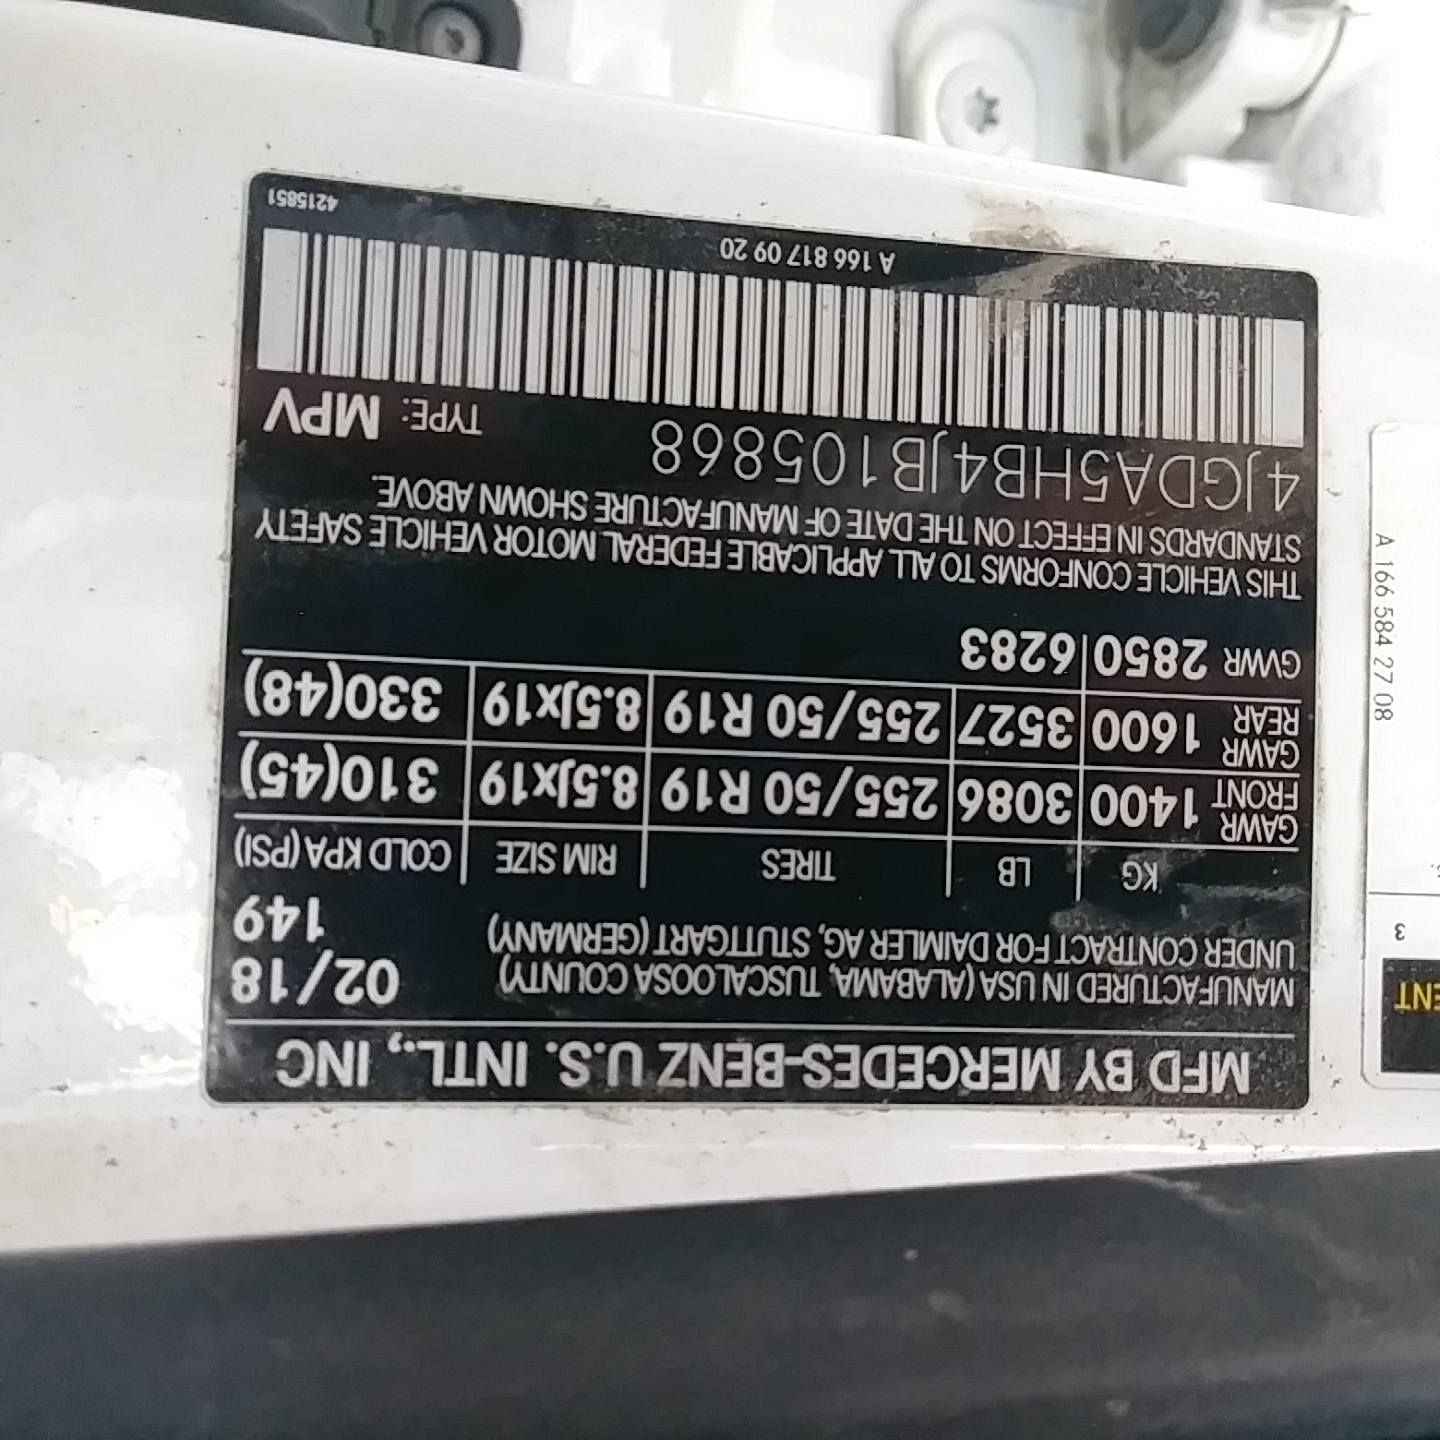 MFD BY MERCEDES-BENZ U.S. INTL., INC
MANUFACTURED IN USA (ALABAMA, TUSCALOOSA COUNTY) 02/18
UNDER CONTRACT FOR DAIMLER AG, STUTTGART (GERMANY) 149
KG LB TIRES RIM SIZE COLD KPA (PSI)
GAWR FRONT 1400 3086 255/50 R19 8.5Jx19 310(45)
GAWR REAR 1600 3527 255/50 R19 8.5Jx19 330(48)
GVWR 2850 6283
THIS VEHICLE CONFORMS TO ALL APPLICABLE FEDERAL MOTOR VEHICLE SAFETY
STANDARDS IN EFFECT ON THE DATE OF MANUFACTURE SHOWN ABOVE.
4JGDA5HB4JB105868 TYPE: MPV
A 166 817 09 20
4215851
A 166 584 27 08
3